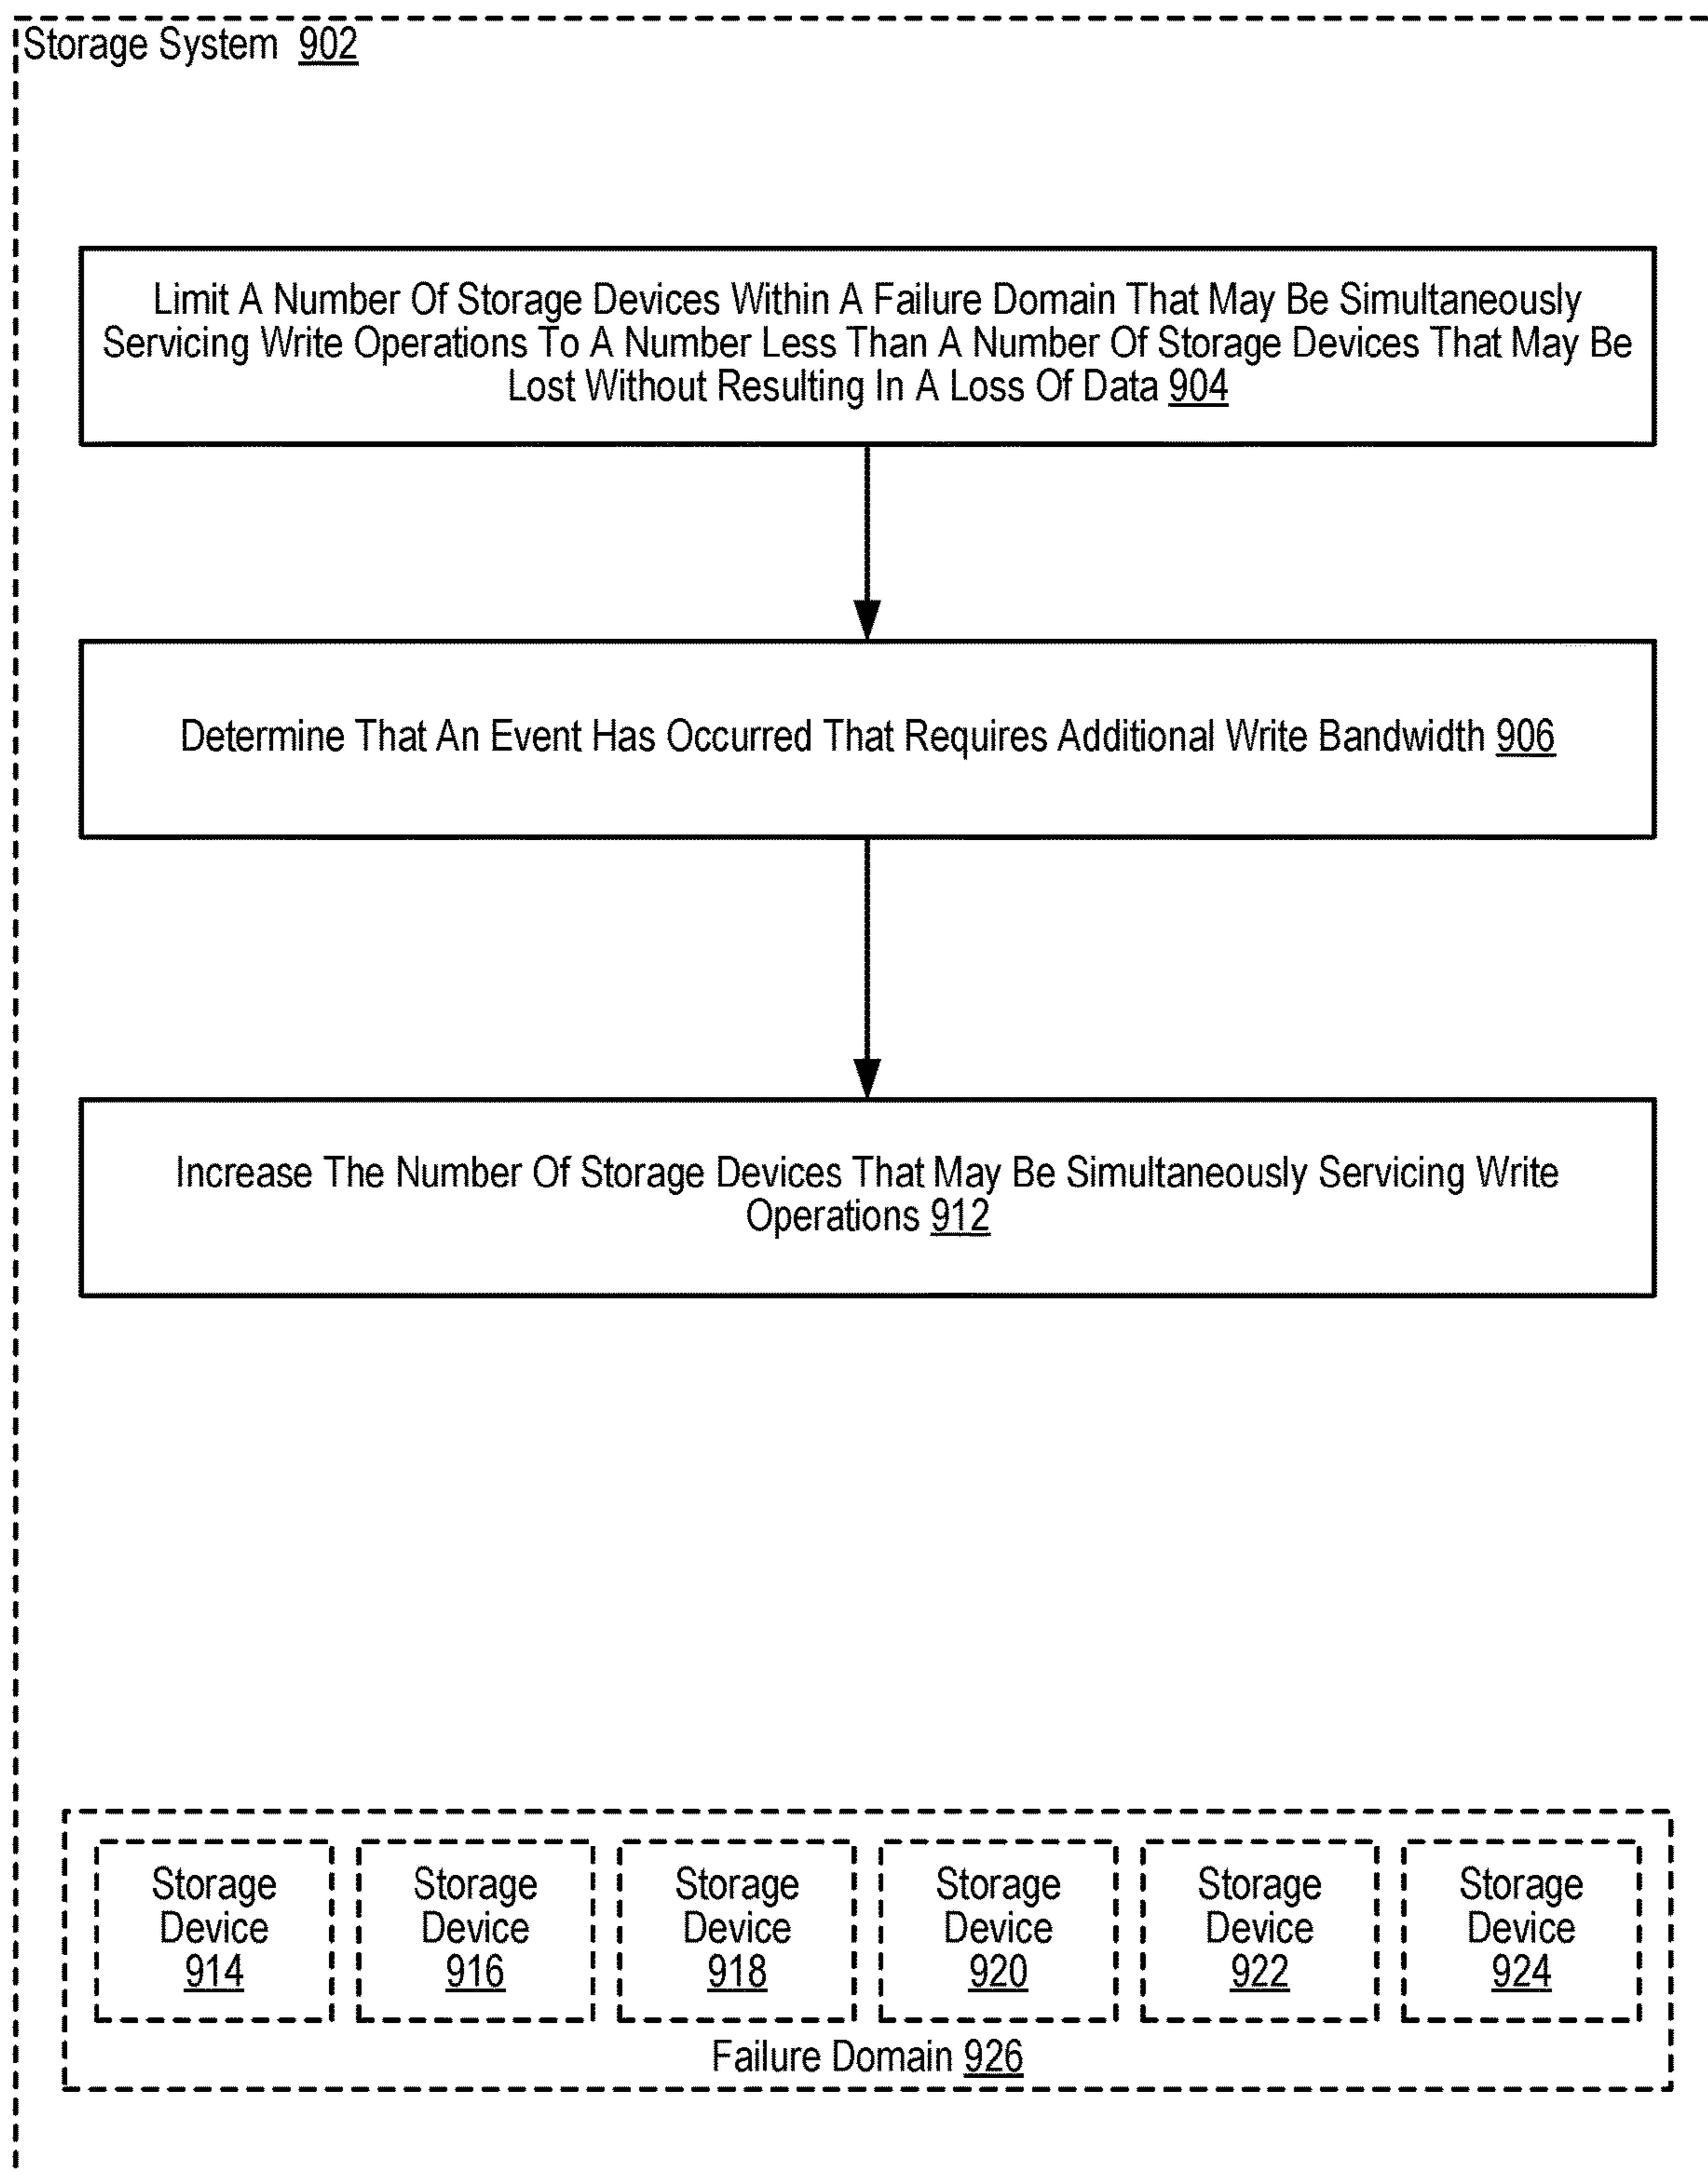 Storage System 902
Limit A Number Of Storage Devices Within A Failure Domain That May Be Simultaneously
Servicing Write Operations To A Number Less Than A Number Of Storage Devices That May Be
Lost Without Resulting In A Loss Of Data 904
Determine That An Event Has Occurred That Requires Additional Write Bandwidth 906
Increase The Number Of Storage Devices That May Be Simultaneously Servicing Write
Operations 912
Storage
Device
914
Storage
Device
916
Storage
Device
918
Storage
Device
920
Storage
Device
922
Storage
Device
924
Failure Domain 926